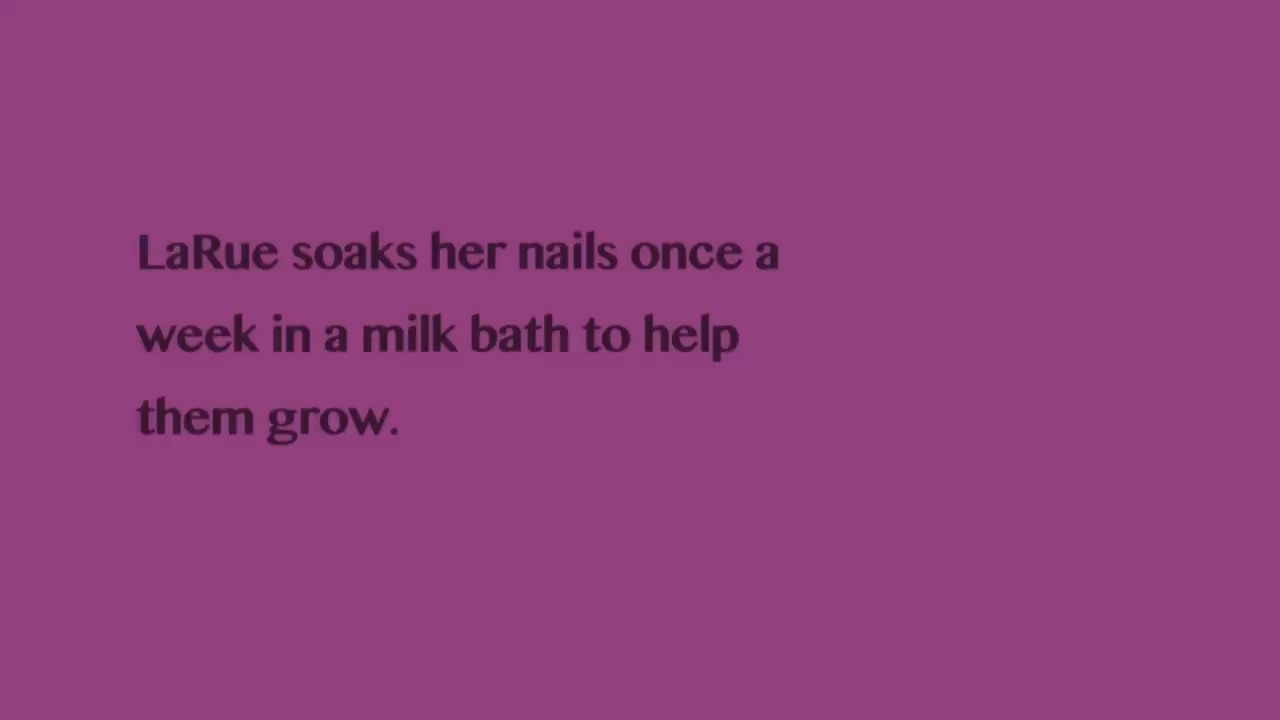 LaRue soaks her nails once a
week in a milk bath to help
them grow.